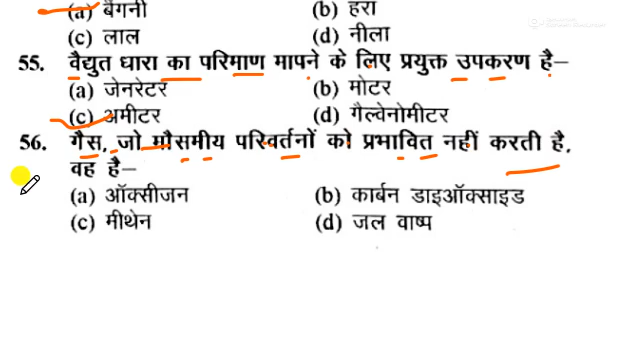 (a) बैंगनी (b) हरा
(c) लाल (d) नीला
55. वैद्युत धारा का परिमाण मापने के लिए प्रयुक्त उपकरण है–
(a) जेनरेटर (b) मोटर
(c) अमीटर (d) गैल्वेनोमीटर
56. गैस, जो मौसमीय परिवर्तनों को प्रभावित नहीं करती है,
वह है–
(a) ऑक्सीजन (b) कार्बन डाइऑक्साइड
(c) मीथेन (d) जल वाष्प